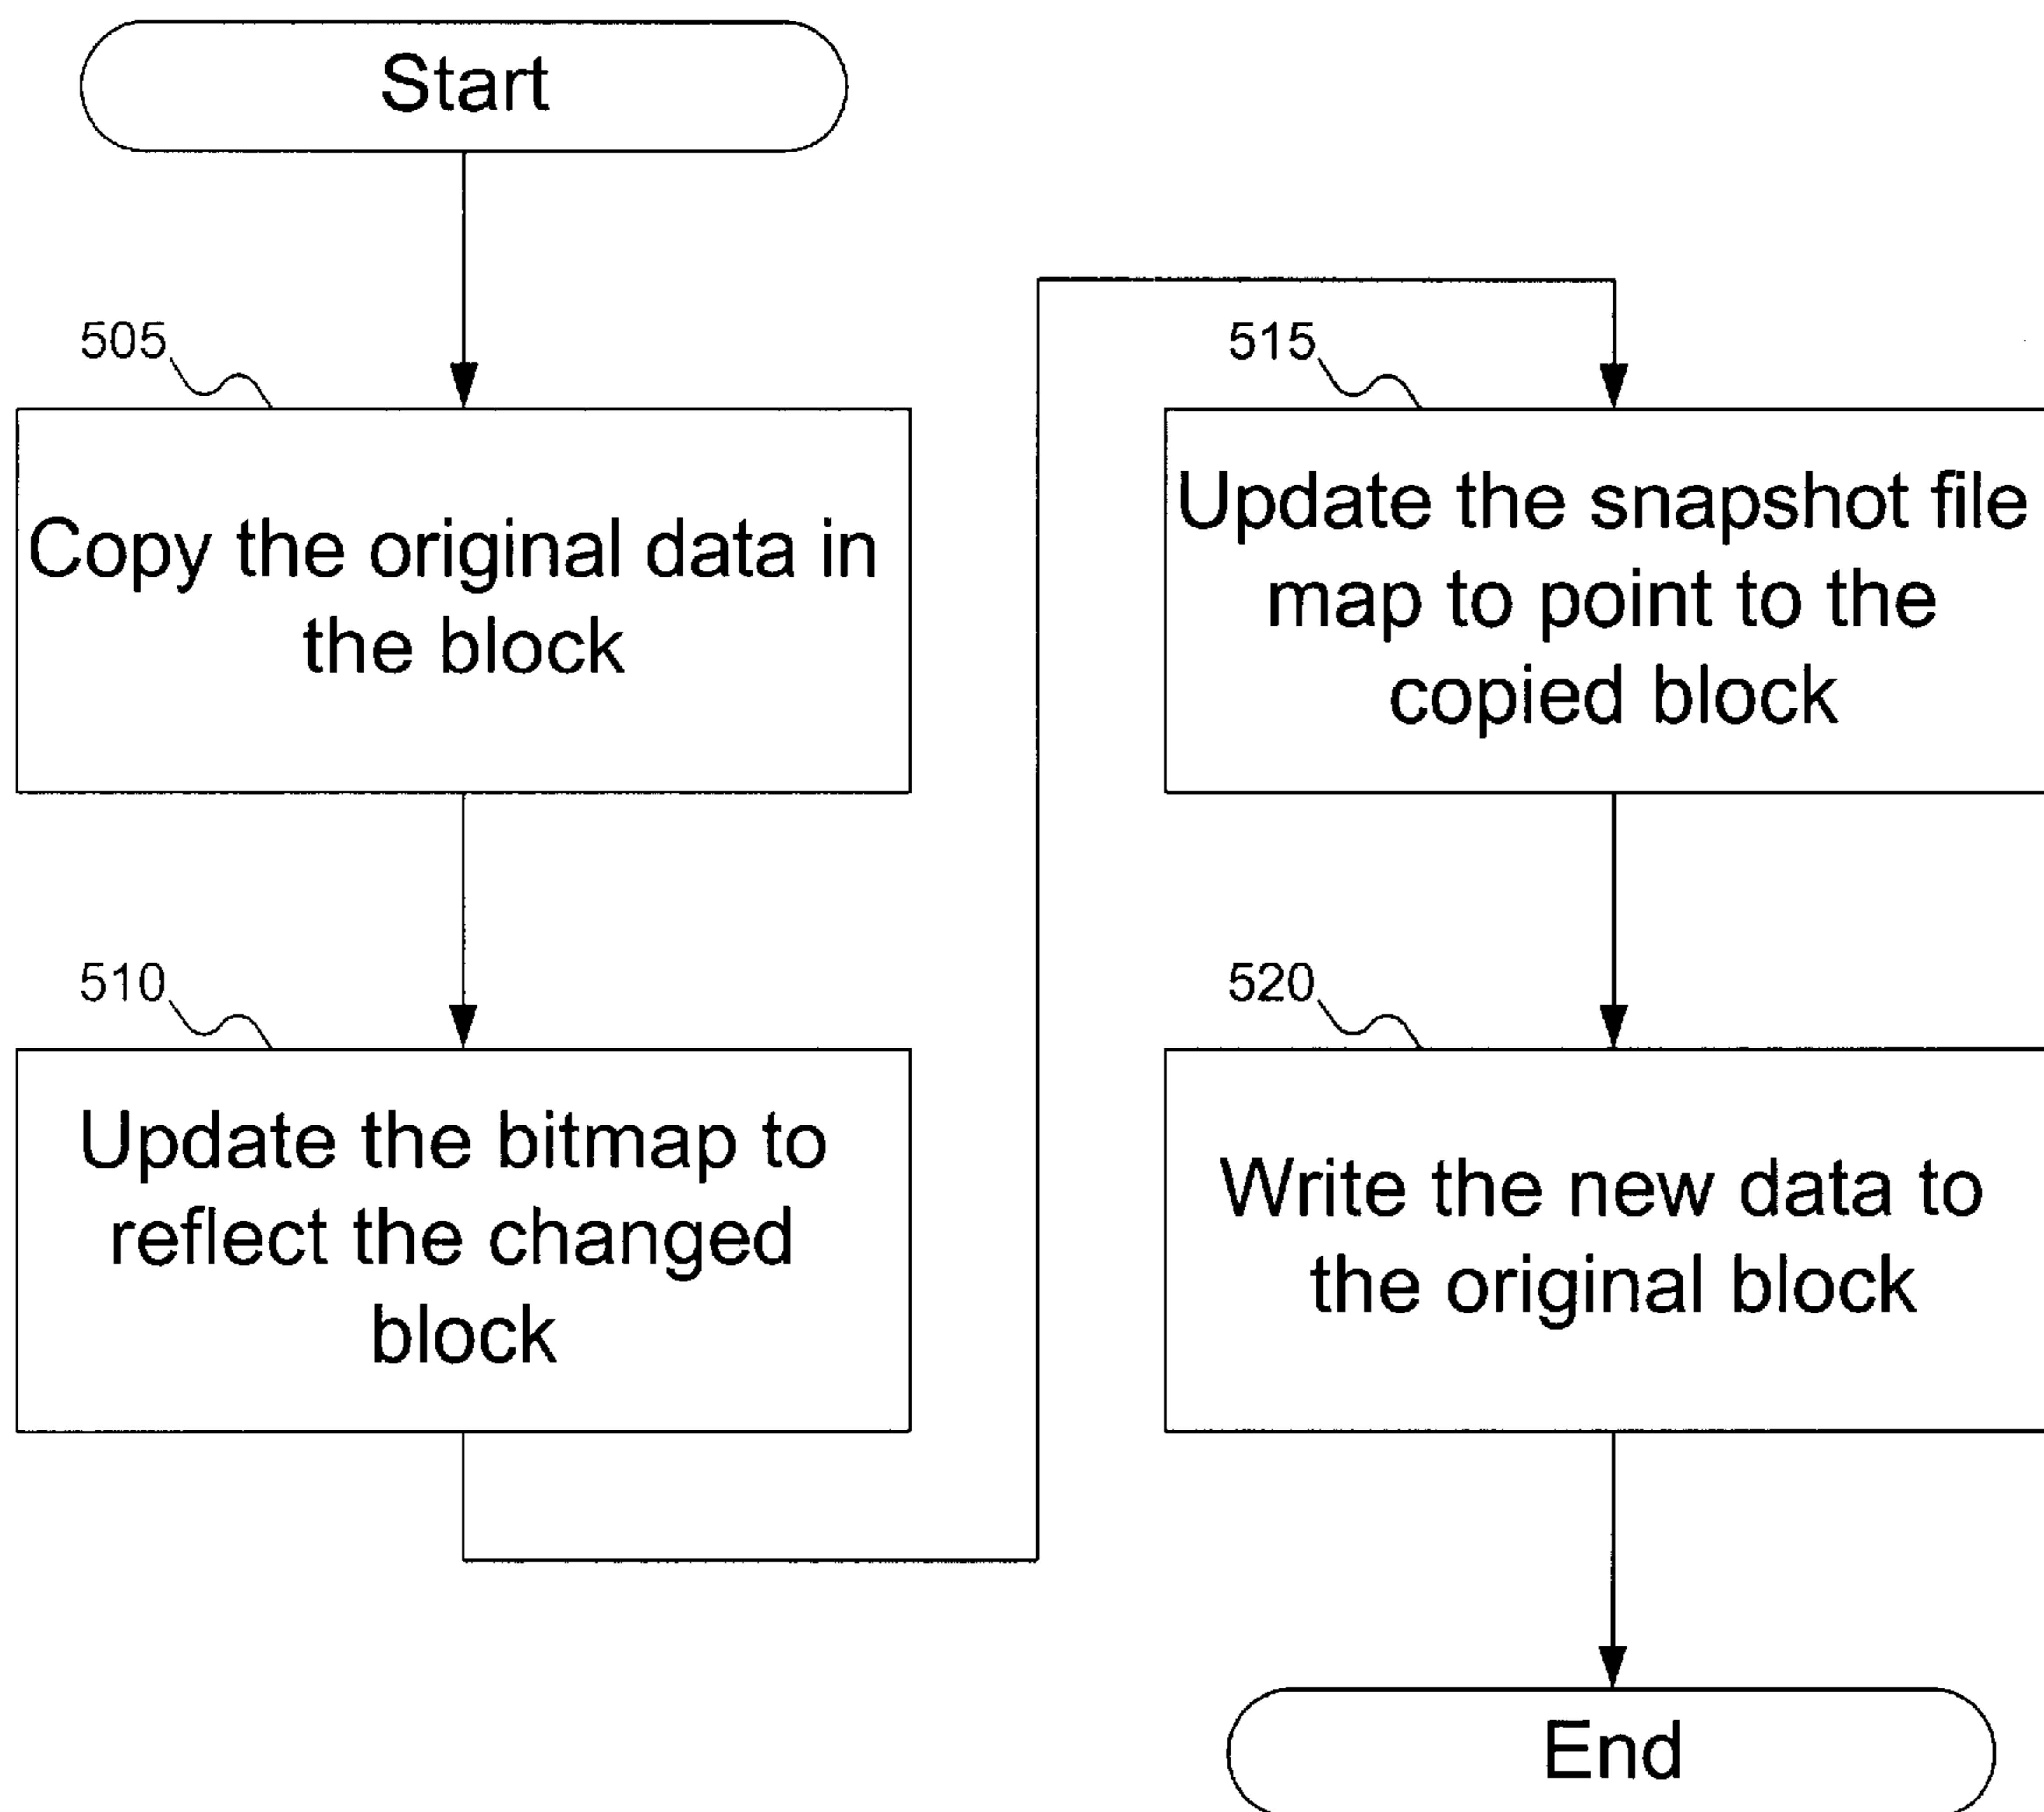 Start
505
Copy the original data in
the block
510
Update the bitmap to
reflect the changed
block
515
Update the snapshot file
map to point to the
copied block
520
Write the new data to
the original block
End